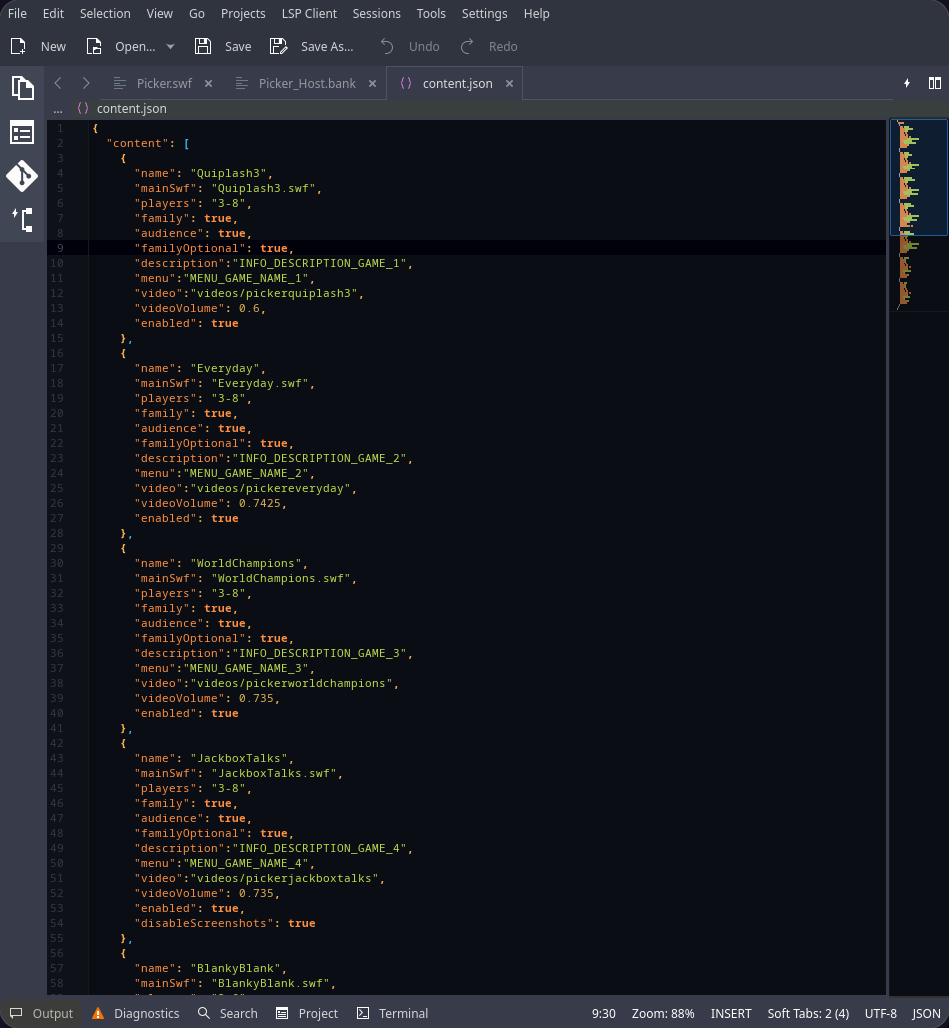 File Edit Selection View Go Projects LSP Client Sessions Tools Settings Help
New Open... Save Save As... Undo Redo
Picker.swf Picker_Host.bank content.json
... content.json
1 {
2 "content": [
3 {
4 "name": "Quiplash3",
5 "mainSwf": "Quiplash3.swf",
6 "players": "3-8",
7 "family": true,
8 "audience": true,
9 "familyOptional": true,
10 "description":"INFO_DESCRIPTION_GAME_1",
11 "menu":"MENU_GAME_NAME_1",
12 "video":"videos/pickerquiplash3",
13 "videoVolume": 0.6,
14 "enabled": true
15 },
16 {
17 "name": "Everyday",
18 "mainSwf": "Everyday.swf",
19 "players": "3-8",
20 "family": true,
21 "audience": true,
22 "familyOptional": true,
23 "description":"INFO_DESCRIPTION_GAME_2",
24 "menu":"MENU_GAME_NAME_2",
25 "video":"videos/pickereveryday",
26 "videoVolume": 0.7425,
27 "enabled": true
28 },
29 {
30 "name": "WorldChampions",
31 "mainSwf": "WorldChampions.swf",
32 "players": "3-8",
33 "family": true,
34 "audience": true,
35 "familyOptional": true,
36 "description":"INFO_DESCRIPTION_GAME_3",
37 "menu":"MENU_GAME_NAME_3",
38 "video":"videos/pickerworldchampions",
39 "videoVolume": 0.735,
40 "enabled": true
41 },
42 {
43 "name": "JackboxTalks",
44 "mainSwf": "JackboxTalks.swf",
45 "players": "3-8",
46 "family": true,
47 "audience": true,
48 "familyOptional": true,
49 "description":"INFO_DESCRIPTION_GAME_4",
50 "menu":"MENU_GAME_NAME_4",
51 "video":"videos/pickerjackboxtalks",
52 "videoVolume": 0.735,
53 "enabled": true,
54 "disableScreenshots": true
55 },
56 {
57 "name": "BlankyBlank",
58 "mainSwf": "BlankyBlank.swf",
Output Diagnostics Search Project Terminal 9:30 Zoom: 88% INSERT Soft Tabs: 2 (4) UTF-8 JSON